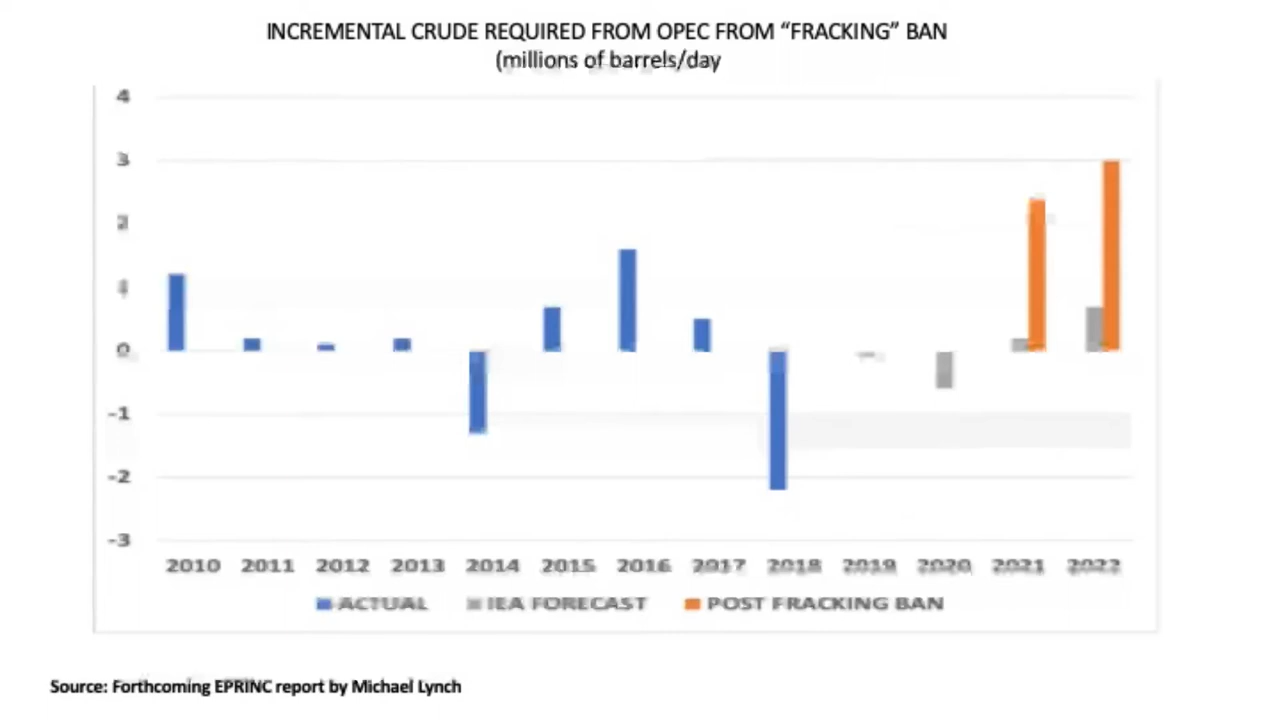 INCREMENTAL CRUDE REQUIRED FROM OPEC FROM “FRACKING” BAN
(millions of barrels/day
4
3
2
1
0
-1
-2
-3
2010 2011 2012 2013 2014 2015 2016 2017 2018 2019 2020 2021 2022
ACTUAL IEA FORECAST POST FRACKING BAN
Source: Forthcoming EPRINC report by Michael Lynch